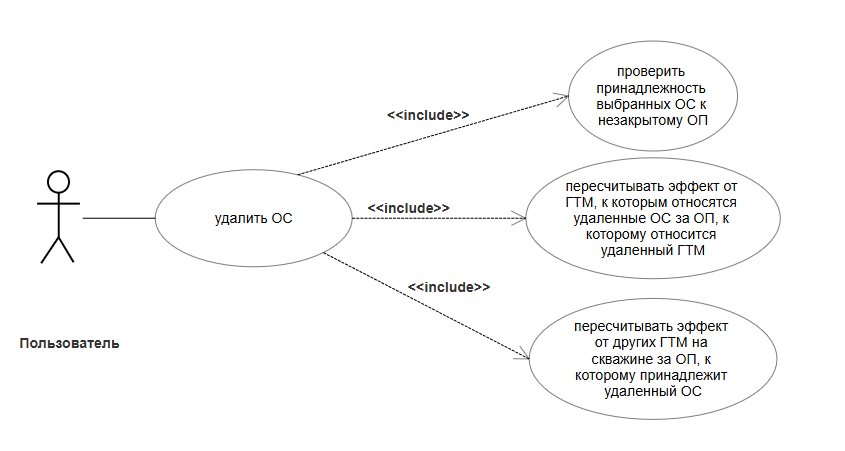 проверить
принадлежность
выбранных ОС к
незакрытому ОП
<<include>>
пересчитывать эффект от
ГТМ, к которым относятся
удаленные ОС за ОП, к
которому относится
удаленный ГТМ
<<include>>
удалить ОС
<<include>>
пересчитывать эффект
от других ГТМ на
скважине за ОП, к
которому принадлежит
удаленный ОС
Пользователь